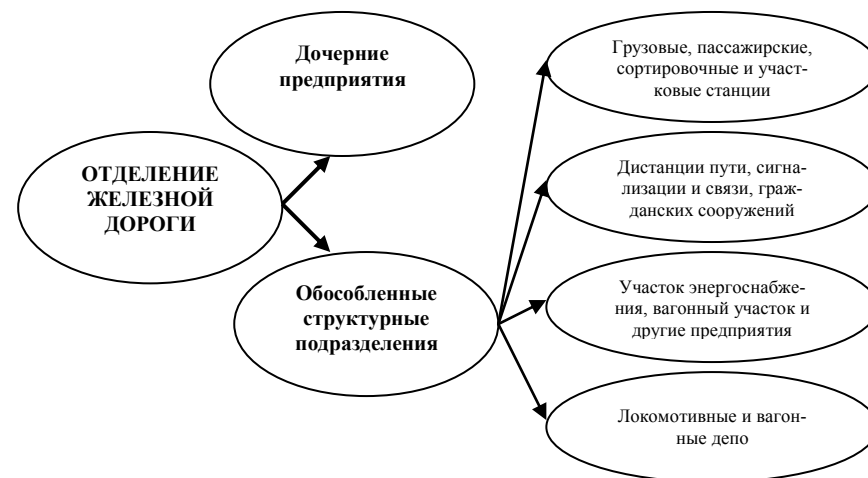 Дочерние
предприятия
ОТДЕЛЕНИЕ
ЖЕЛЕЗНОЙ
ДОРОГИ
Обособленные
структурные
подразделения
Грузовые, пассажирские,
сортировочные и участ-
ковые станции
Дистанции пути, сигна-
лизации и связи, граж-
данских сооружений
Участок энергоснабже-
ния, вагонный участок и
другие предприятия
Локомотивные и вагон-
ные депо